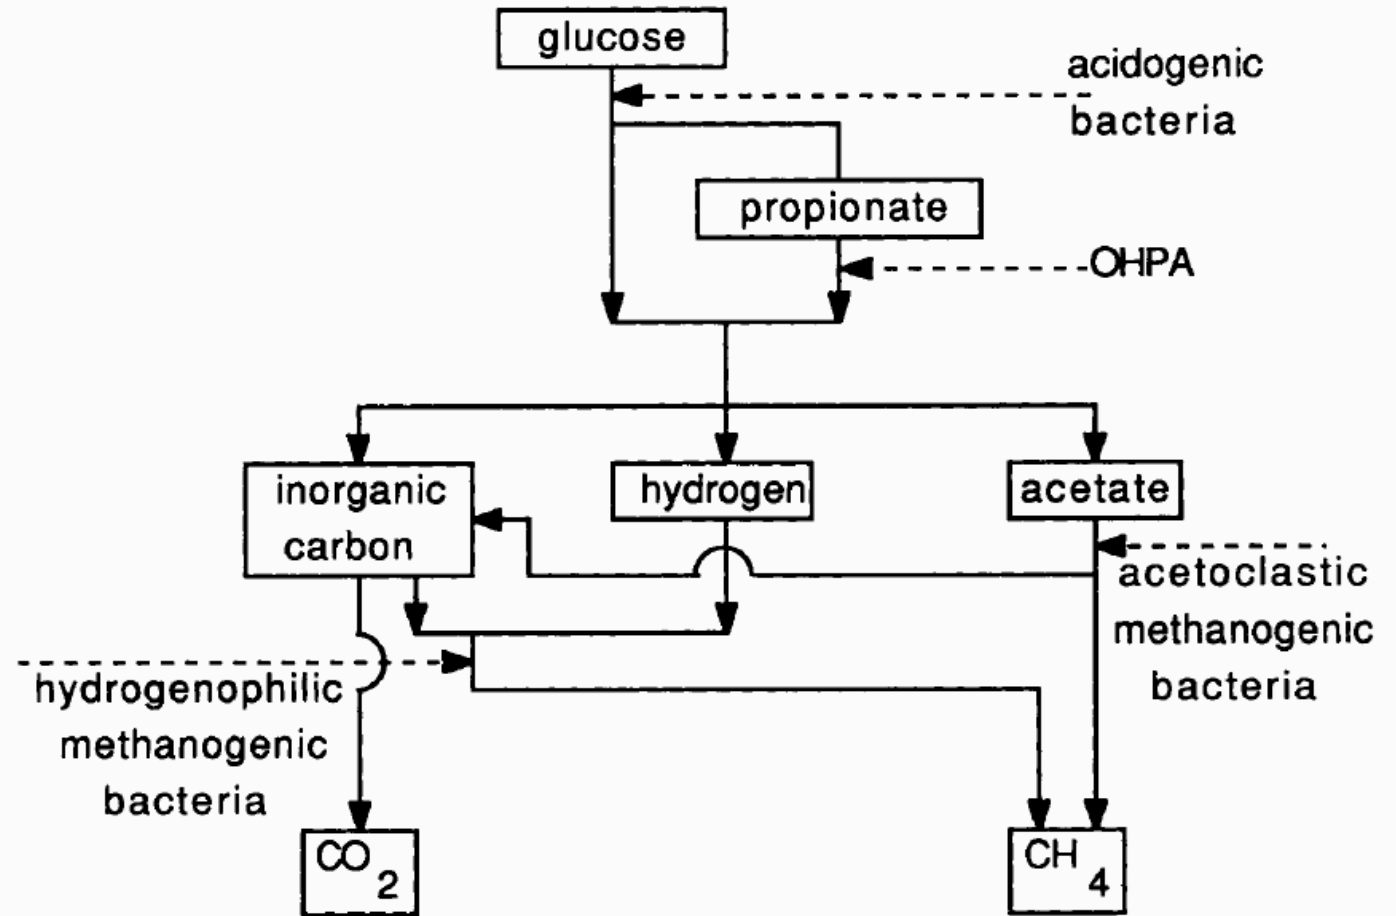 glucose
acidogenic
bacteria
propionate
OHPA
inorganic
carbon
hydrogen
acetate
acetoclastic
methanogenic
bacteria
hydrogenophilic
methanogenic
bacteria
CO2
CH4